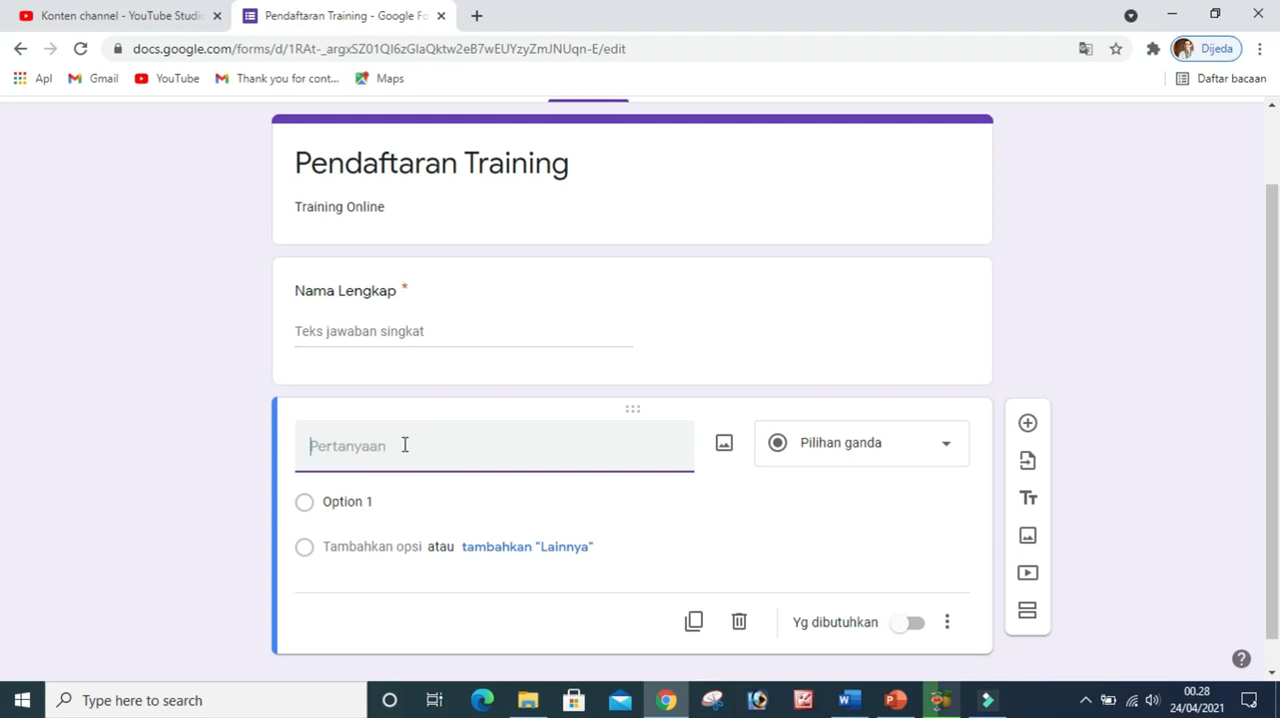 Konten channel - YouTube Studio
Pendaftaran Training - Google Fo
docs.google.com/forms/d/1RAt-_argxSZ01Ql6zGlaQktw2eB7wEUYzyZmJNUqn-E/edit
Dijeda
Apl
Gmail
YouTube
Thank you for cont...
Maps
Daftar bacaan
Pendaftaran Training
Training Online
Nama Lengkap *
Teks jawaban singkat
Pertanyaan
Pilihan ganda
Option 1
Tambahkan opsi atau tambahkan "Lainnya"
Yg dibutuhkan
Type here to search
00.28
24/04/2021